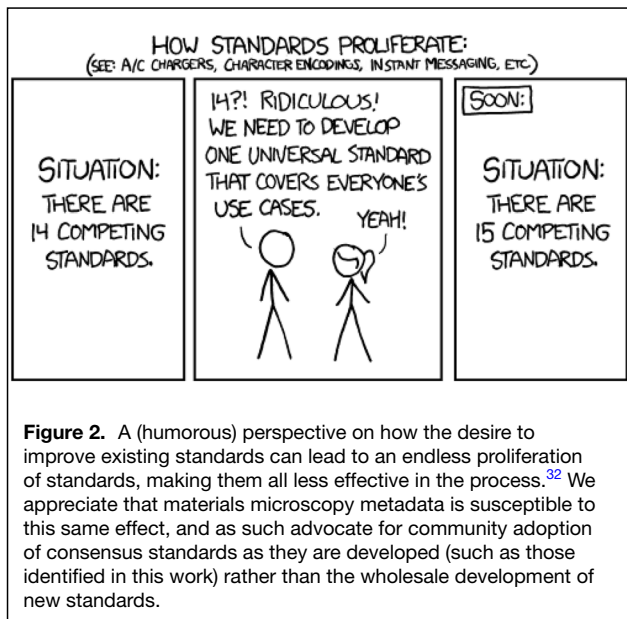 HOW STANDARDS PROLIFERATE:
(SEE: A/C CHARGERS, CHARACTER ENCODINGS, INSTANT MESSAGING, ETC.)
SITUATION:
THERE ARE
14 COMPETING
STANDARDS.
14?! RIDICULOUS!
WE NEED TO DEVELOP
ONE UNIVERSAL STANDARD
THAT COVERS EVERYONE'S
USE CASES.
YEAH!
SOON:
SITUATION:
THERE ARE
15 COMPETING
STANDARDS.
Figure 2. A (humorous) perspective on how the desire to
improve existing standards can lead to an endless proliferation
of standards, making them all less effective in the process.32 We
appreciate that materials microscopy metadata is susceptible to
this same effect, and as such advocate for community adoption
of consensus standards as they are developed (such as those
identified in this work) rather than the wholesale development of
new standards.